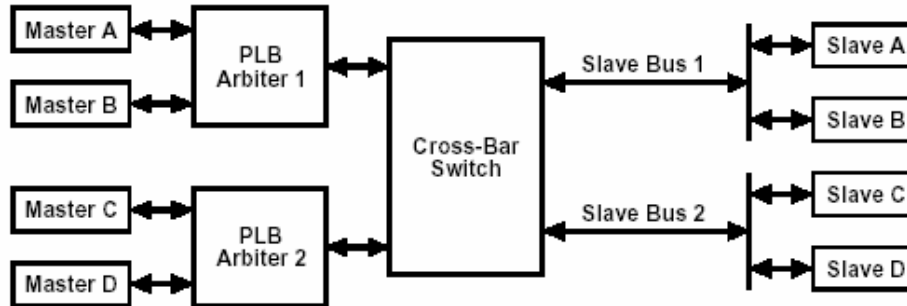 Master A
Master B
PLB
Arbiter 1
Master C
Master D
PLB
Arbiter 2
Cross-Bar
Switch
Slave Bus 1
Slave Bus 2
Slave A
Slave B
Slave C
Slave D